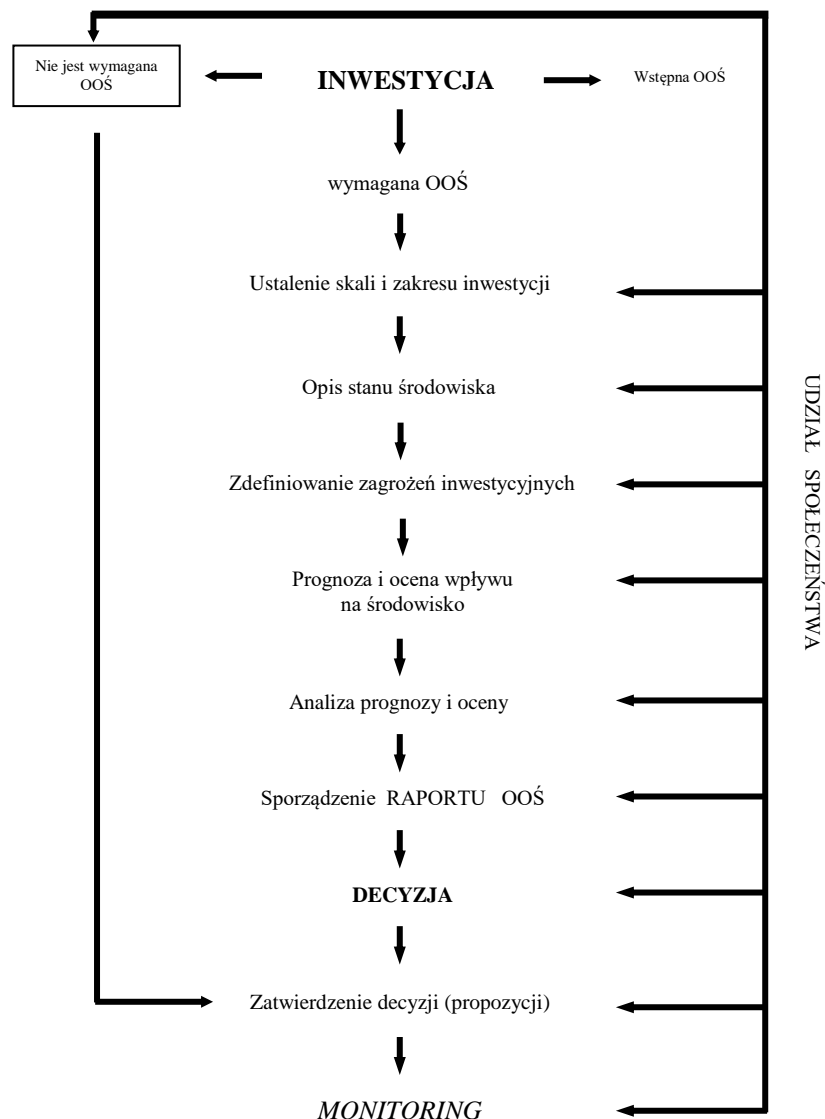 Nie jest wymagana
OOŚ
INWESTYCJA
Wstępna OOŚ
wymagana OOŚ
Ustalenie skali i zakresu inwestycji
Opis stanu środowiska
Zdefiniowanie zagrożeń inwestycyjnych
Prognoza i ocena wpływu
na środowisko
Analiza prognozy i oceny
Sporządzenie RAPORTU OOŚ
DECYZJA
Zatwierdzenie decyzji (propozycji)
MONITORING
UDZIAŁ SPOŁECZEŃSTWA